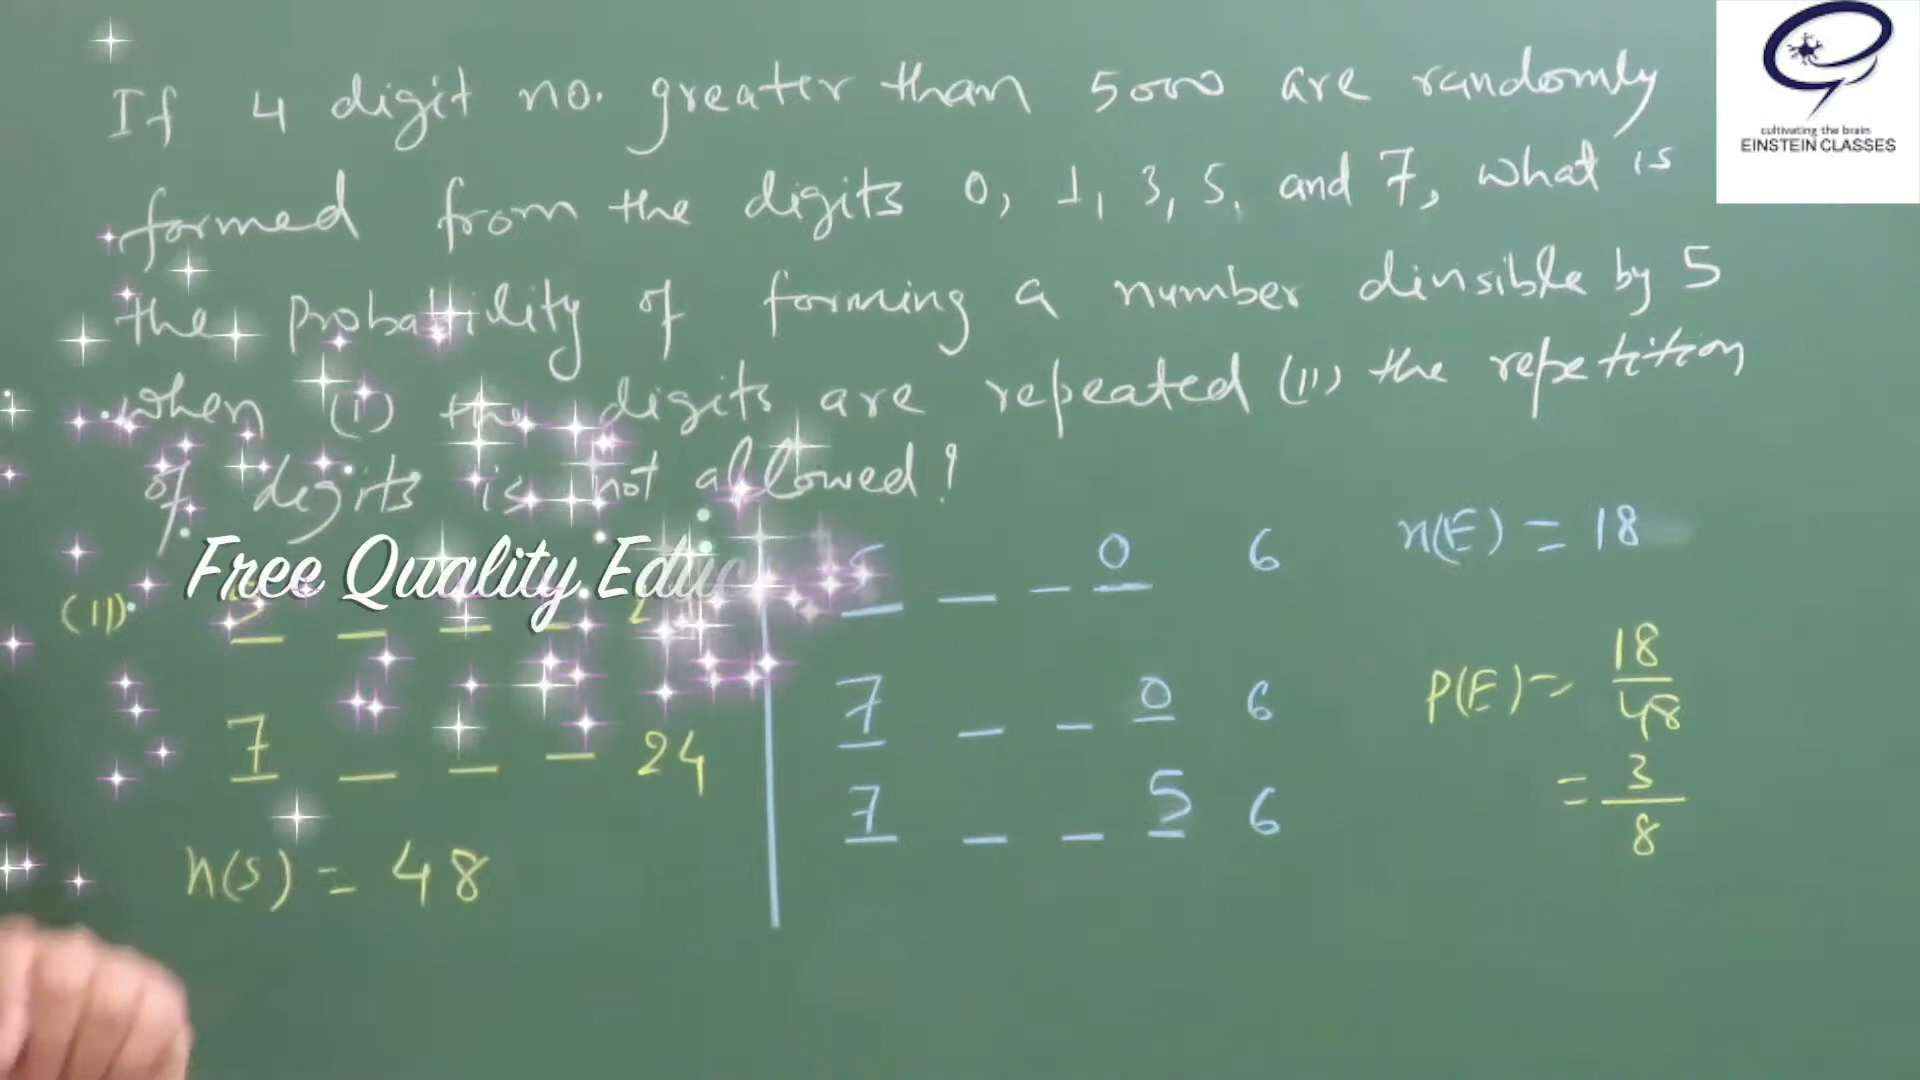 If 4 digit no. greater than 5000 are randomly
formed from the digits 0, 1, 3, 5, and 7, what is
the probability of forming a number divisible by 5
when (i) the digits are repeated (ii) the repetition
of digits is not allowed?
cultivating the brain
EINSTEIN CLASSES
Free Quality Educ
(ii)
7 _ _ _ 24
n(s) = 48
5 _ _ 0 6
7 _ _ 0 6
7 _ _ 5 6
n(E) = 18
P(E) = 18/48
= 3/8